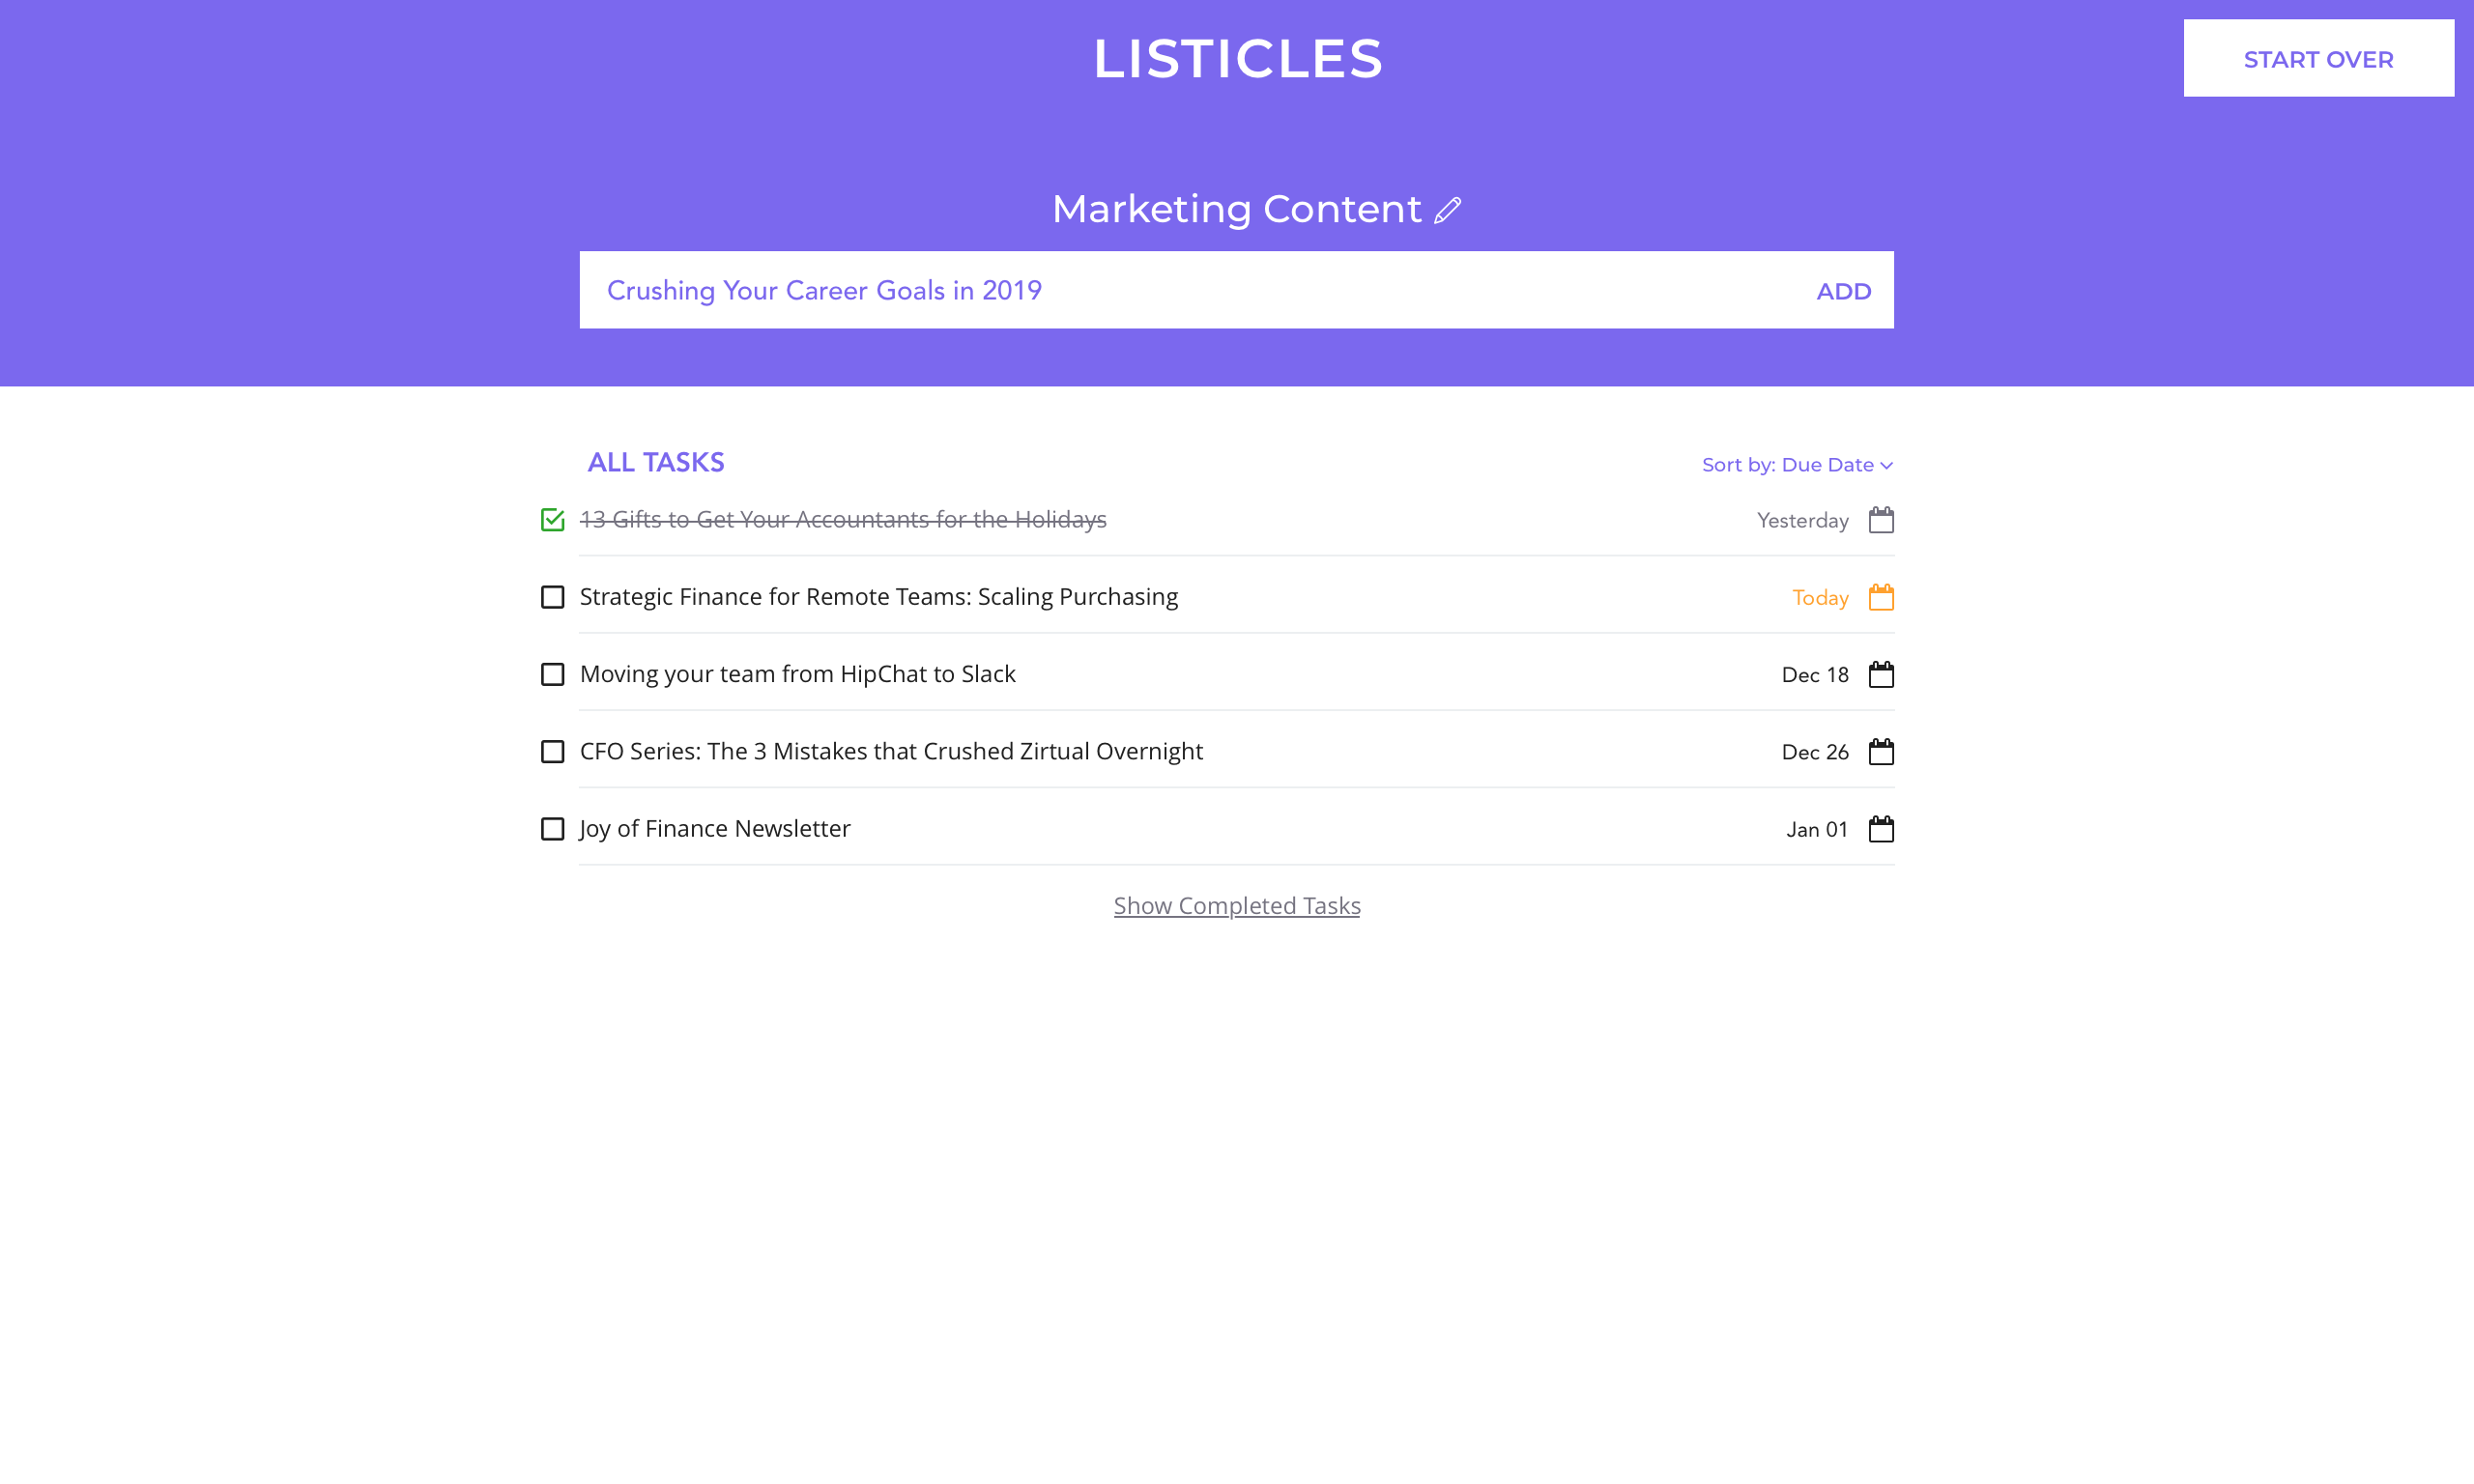 LISTICLES
START OVER
Marketing Content
Crushing Your Career Goals in 2019 ADD
ALL TASKS Sort by: Due Date
13 Gifts to Get Your Accountants for the Holidays Yesterday
Strategic Finance for Remote Teams: Scaling Purchasing Today
Moving your team from HipChat to Slack Dec 18
CFO Series: The 3 Mistakes that Crushed Zirtual Overnight Dec 26
Joy of Finance Newsletter Jan 01
Show Completed Tasks